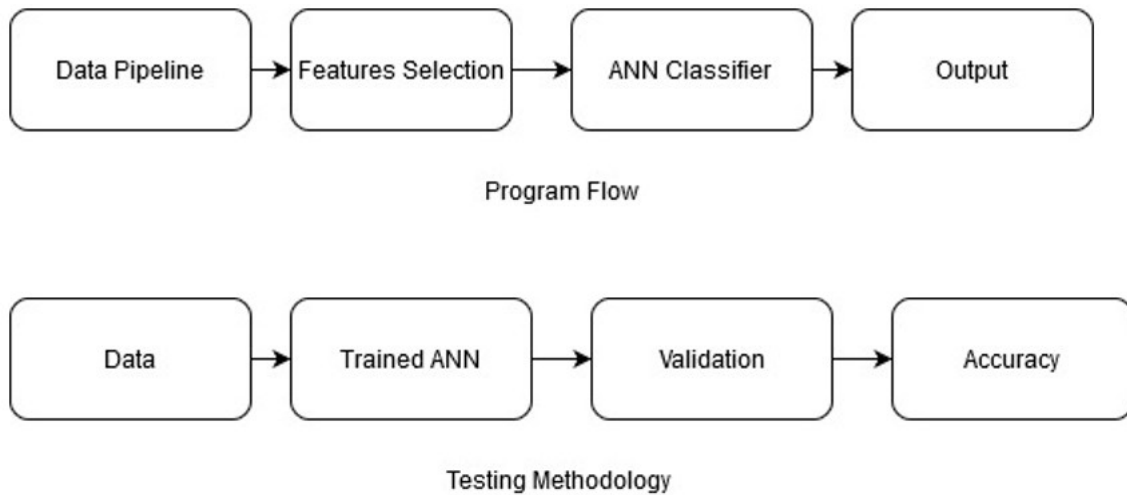 Data Pipeline
Features Selection
ANN Classifier
Output
Program Flow
Data
Trained ANN
Validation
Accuracy
Testing Methodology